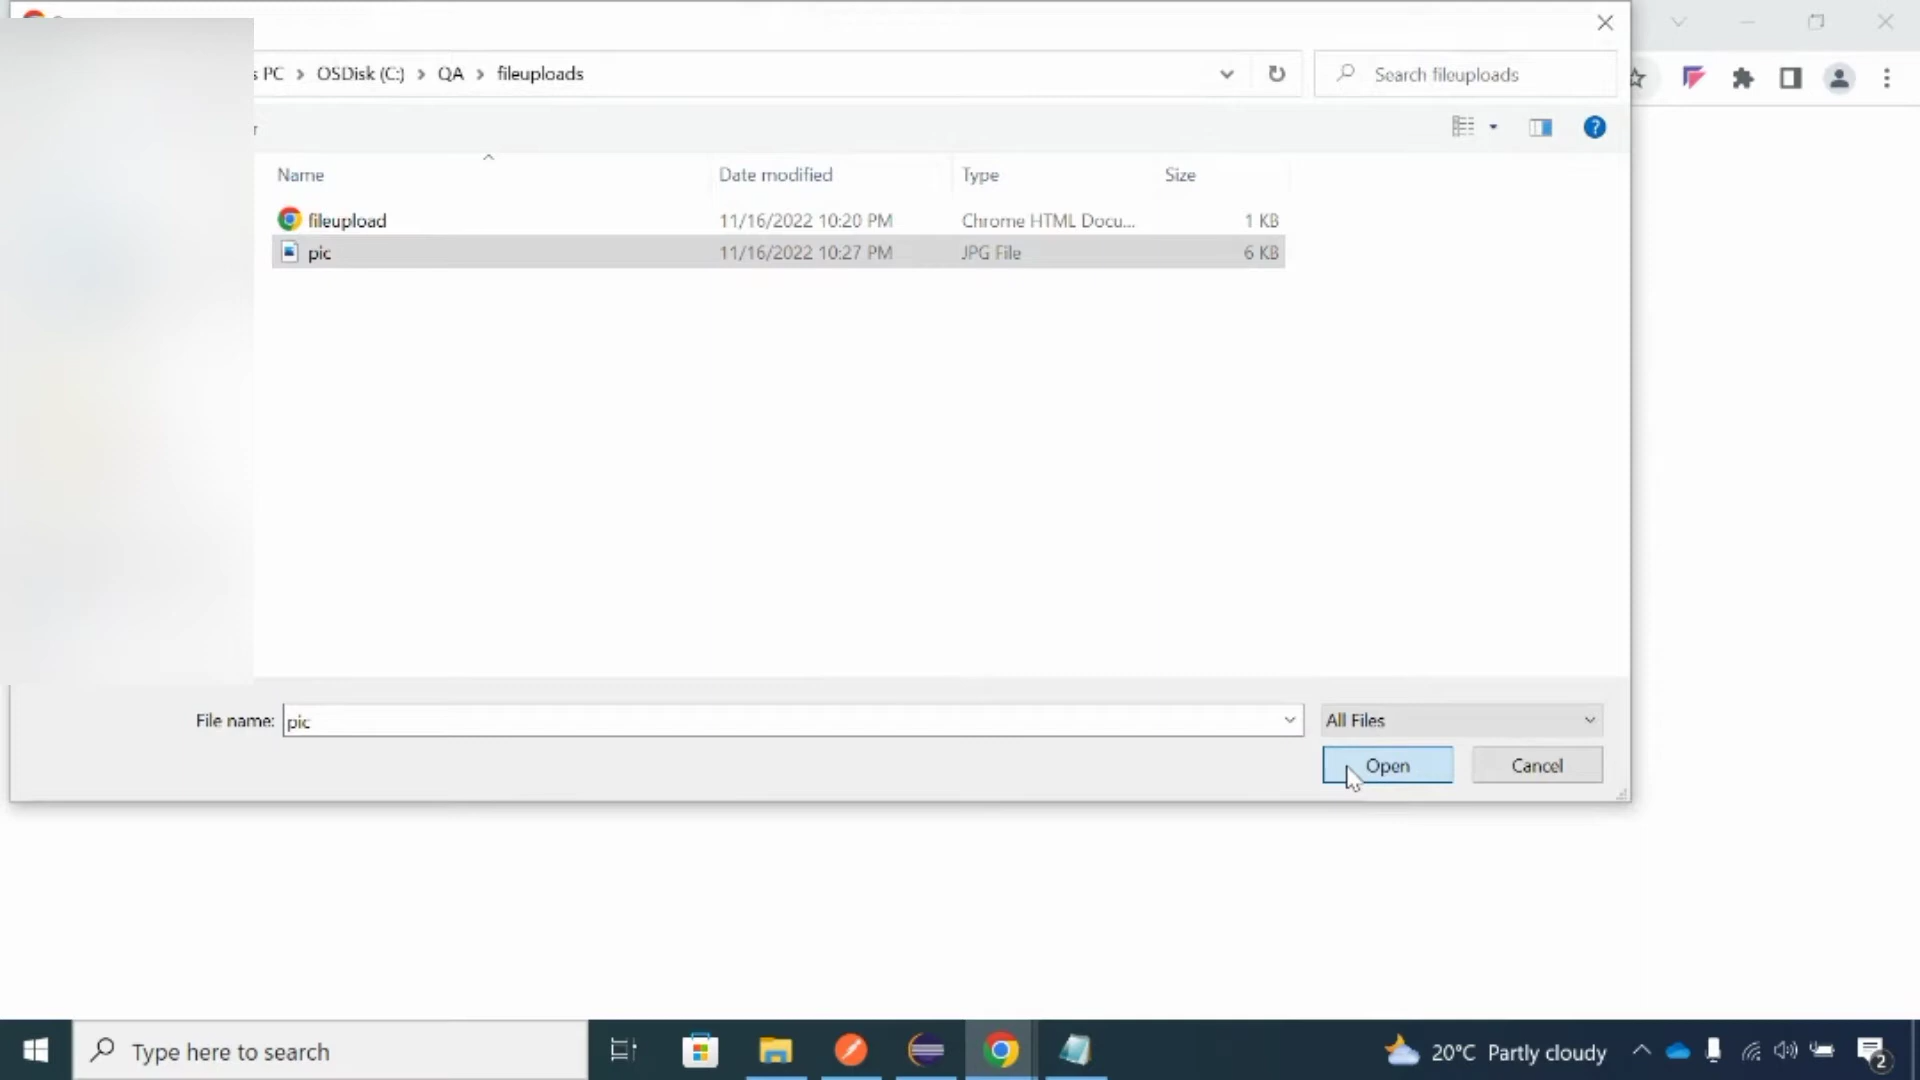 s PC > OSDisk (C:) > QA > fileuploads
Search fileuploads
r
Name Date modified Type Size
fileupload 11/16/2022 10:20 PM Chrome HTML Docu... 1 KB
pic 11/16/2022 10:27 PM JPG File 6 KB
File name: pic All Files
Open Cancel
Type here to search 20°C Partly cloudy 2